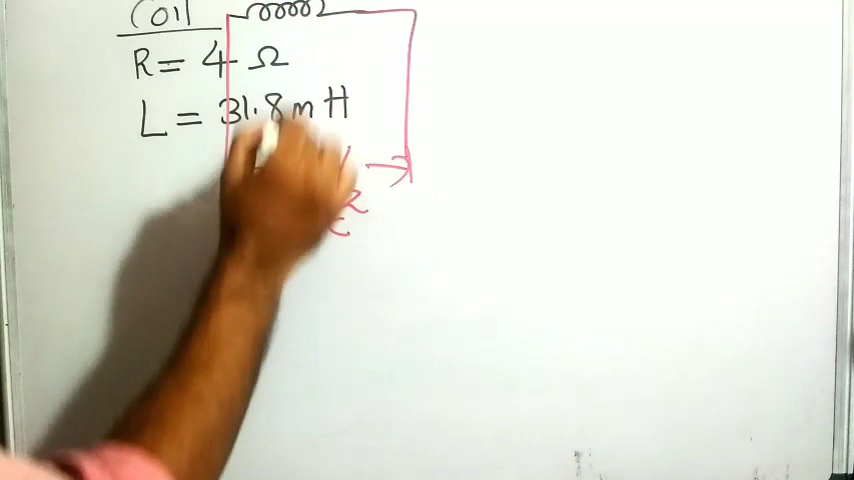 Coil
R = 4 Ω
L = 31.8 mH